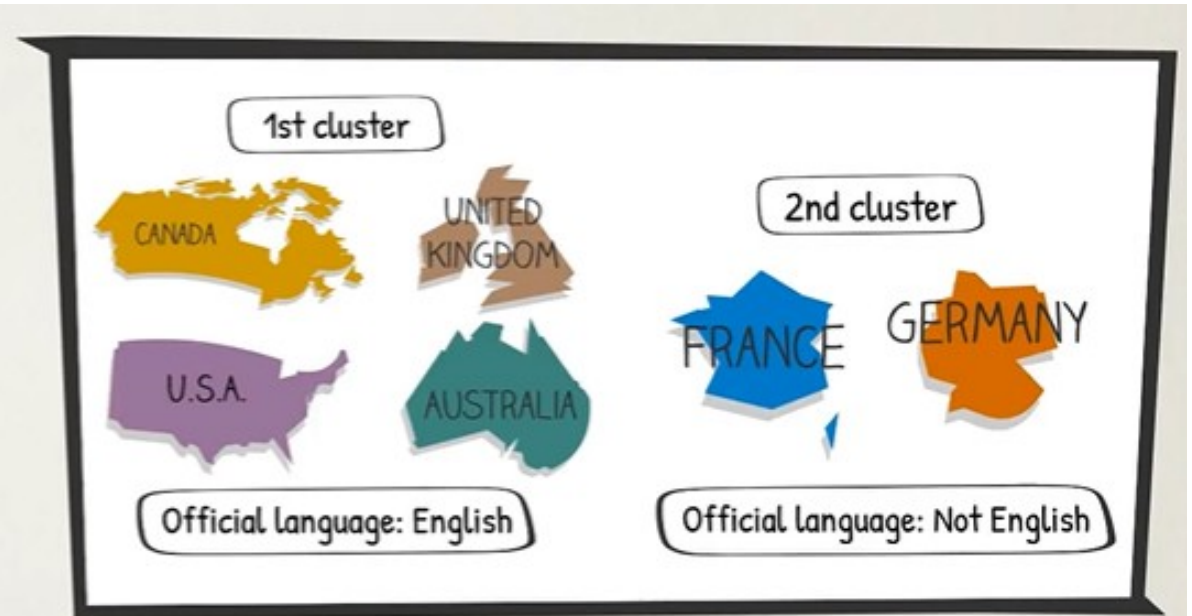 1st cluster
CANADA
UNITED
KINGDOM
U.S.A.
AUSTRALIA
Official language: English
2nd cluster
FRANCE
GERMANY
Official language: Not English